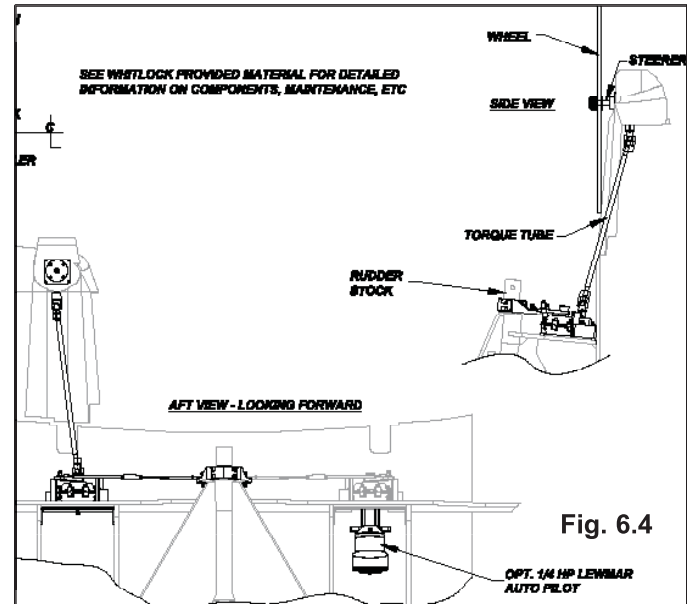 WHEEL
STEERER
SEE WHITLOCK PROVIDED MATERIAL FOR DETAILED
INFORMATION ON COMPONENTS, MAINTENANCE, ETC
SIDE VIEW
C
ER
TORQUE TUBE
RUDDER
STOCK
AFT VIEW - LOOKING FORWARD
Fig. 6.4
OPT. 1/4 HP LEWMAR
AUTO PILOT